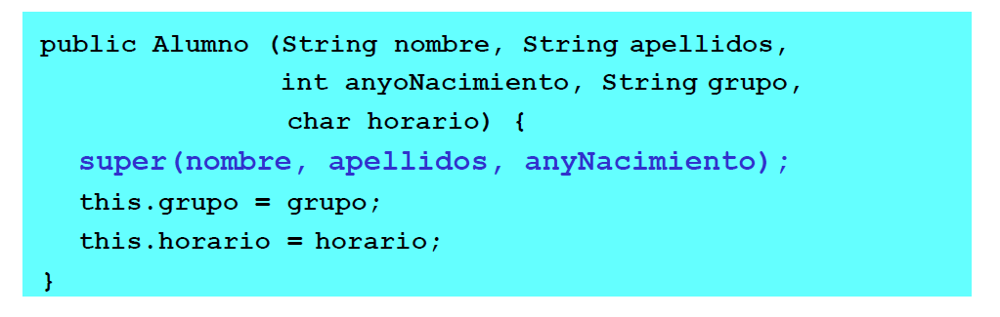 public Alumno (String nombre, String apellidos,
int anyoNacimiento, String grupo,
char horario) {
super(nombre, apellidos, anyNacimiento);
this.grupo = grupo;
this.horario = horario;
}